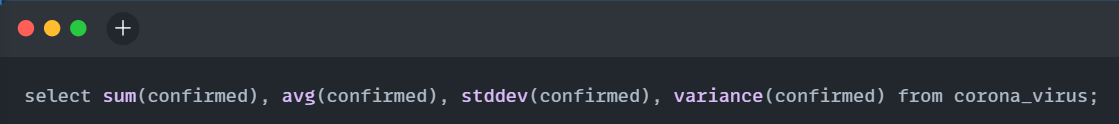 select sum(confirmed), avg(confirmed), stddev(confirmed), variance(confirmed) from corona_virus;